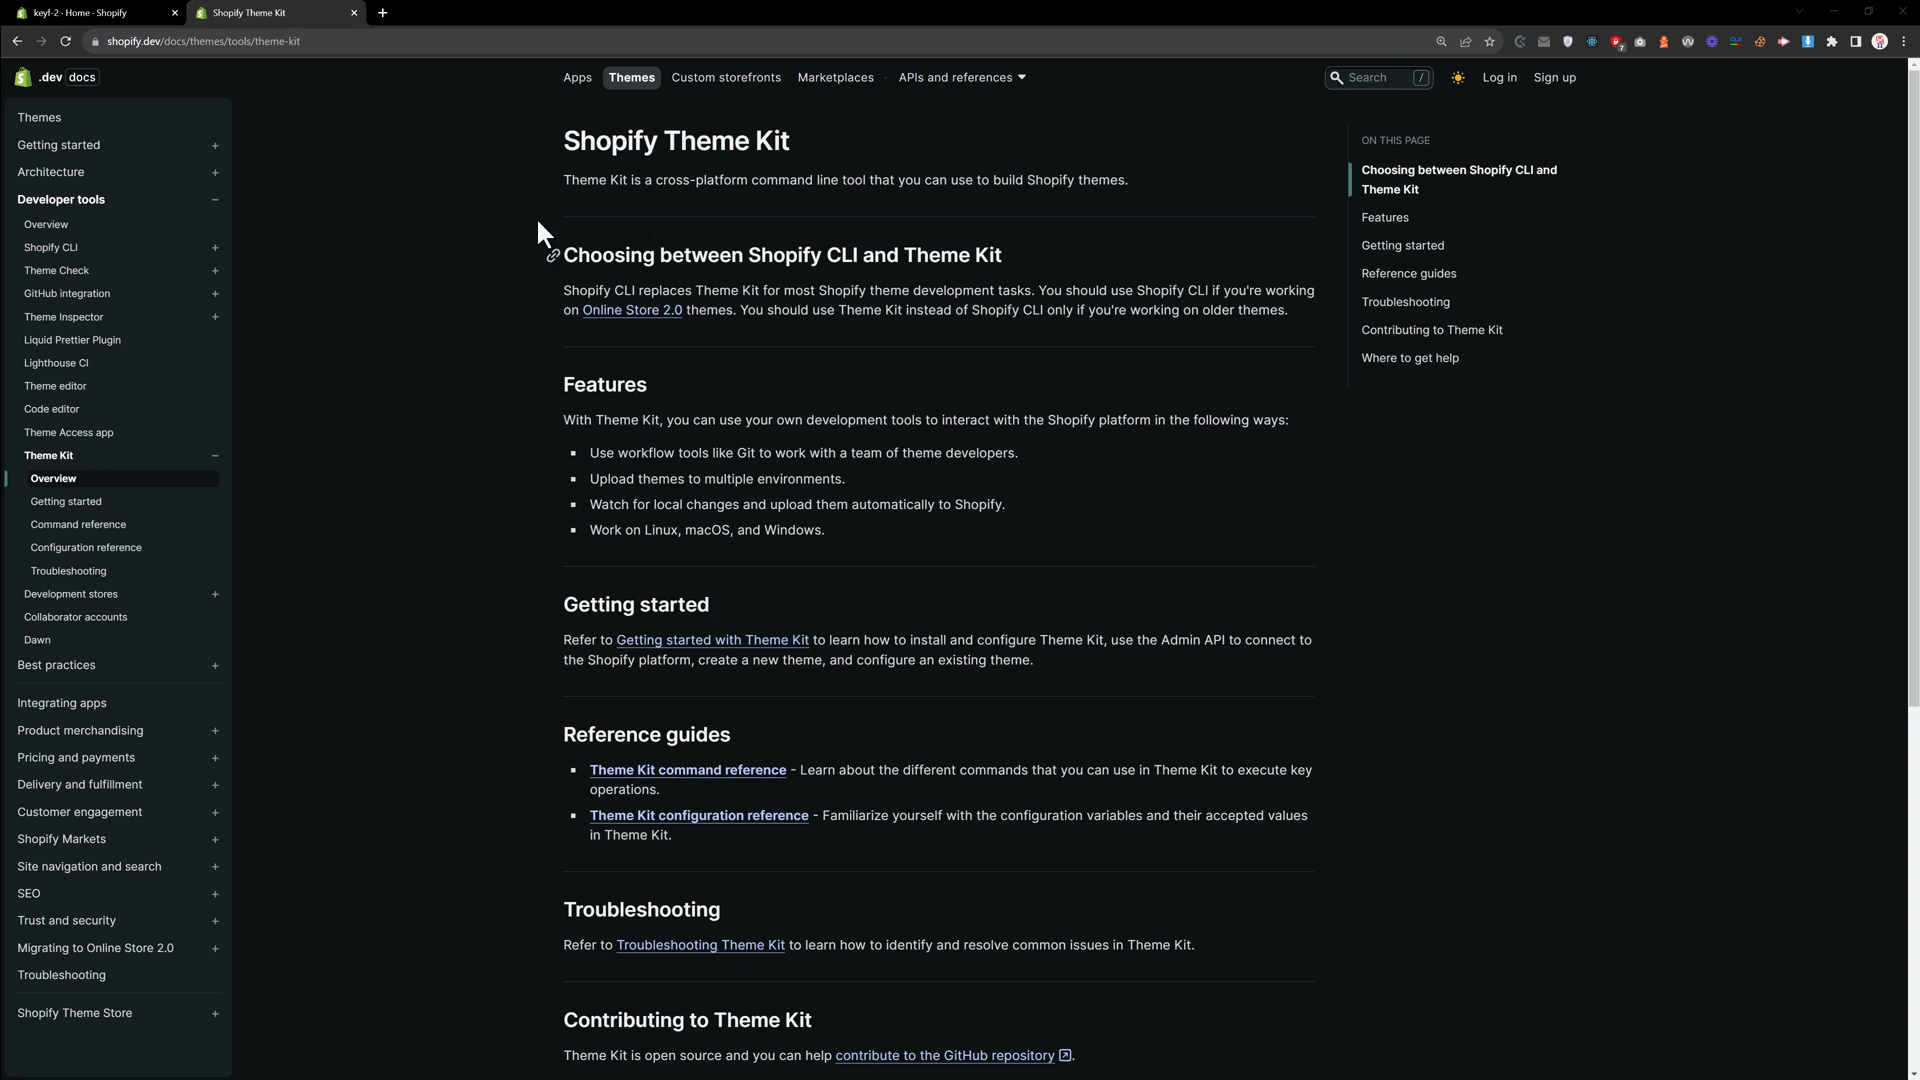 keyf-2 · Home · Shopify
Shopify Theme Kit
shopify.dev/docs/themes/tools/theme-kit
.dev docs
Apps
Themes
Custom storefronts
Marketplaces
APIs and references
Search
/
Log in
Sign up
Themes
Getting started
Architecture
Developer tools
Overview
Shopify CLI
Theme Check
GitHub integration
Theme Inspector
Liquid Prettier Plugin
Lighthouse CI
Theme editor
Code editor
Theme Access app
Theme Kit
Overview
Getting started
Command reference
Configuration reference
Troubleshooting
Development stores
Collaborator accounts
Dawn
Best practices
Integrating apps
Product merchandising
Pricing and payments
Delivery and fulfillment
Customer engagement
Shopify Markets
Site navigation and search
SEO
Trust and security
Migrating to Online Store 2.0
Troubleshooting
Shopify Theme Store
Shopify Theme Kit
Theme Kit is a cross-platform command line tool that you can use to build Shopify themes.
Choosing between Shopify CLI and Theme Kit
Shopify CLI replaces Theme Kit for most Shopify theme development tasks. You should use Shopify CLI if you're working
on Online Store 2.0 themes. You should use Theme Kit instead of Shopify CLI only if you're working on older themes.
Features
With Theme Kit, you can use your own development tools to interact with the Shopify platform in the following ways:
Use workflow tools like Git to work with a team of theme developers.
Upload themes to multiple environments.
Watch for local changes and upload them automatically to Shopify.
Work on Linux, macOS, and Windows.
Getting started
Refer to Getting started with Theme Kit to learn how to install and configure Theme Kit, use the Admin API to connect to
the Shopify platform, create a new theme, and configure an existing theme.
Reference guides
Theme Kit command reference - Learn about the different commands that you can use in Theme Kit to execute key
operations.
Theme Kit configuration reference - Familiarize yourself with the configuration variables and their accepted values
in Theme Kit.
Troubleshooting
Refer to Troubleshooting Theme Kit to learn how to identify and resolve common issues in Theme Kit.
Contributing to Theme Kit
Theme Kit is open source and you can help contribute to the GitHub repository.
ON THIS PAGE
Choosing between Shopify CLI and
Theme Kit
Features
Getting started
Reference guides
Troubleshooting
Contributing to Theme Kit
Where to get help